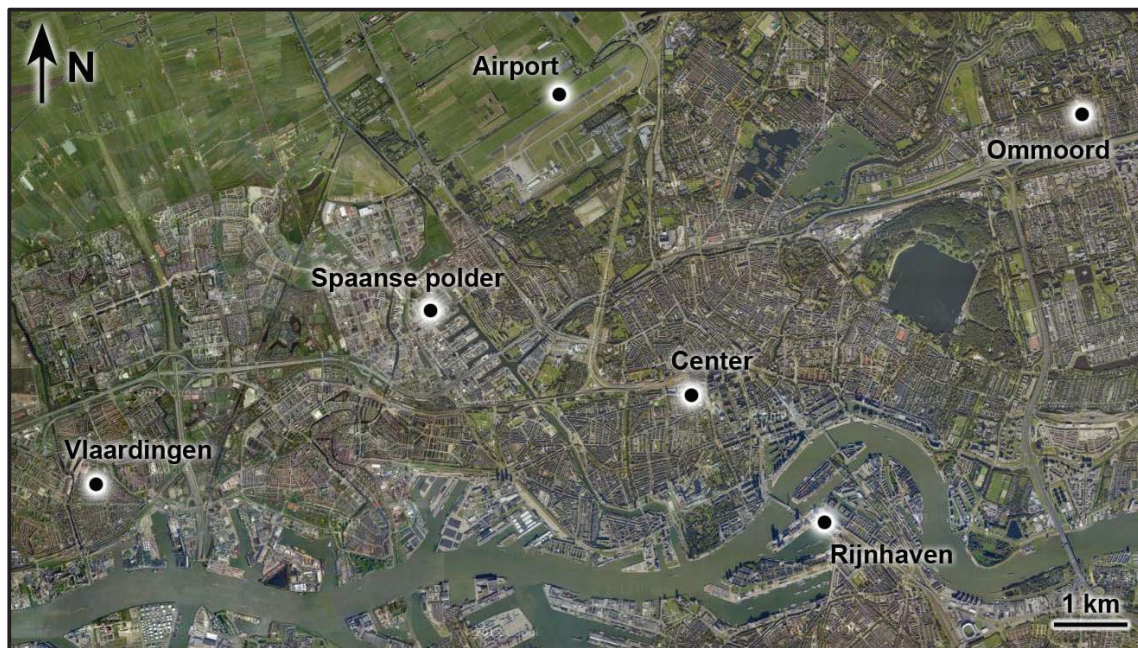 N
Airport
Ommoord
Spaanse polder
Center
Vlaardingen
Rijnhaven
1 km